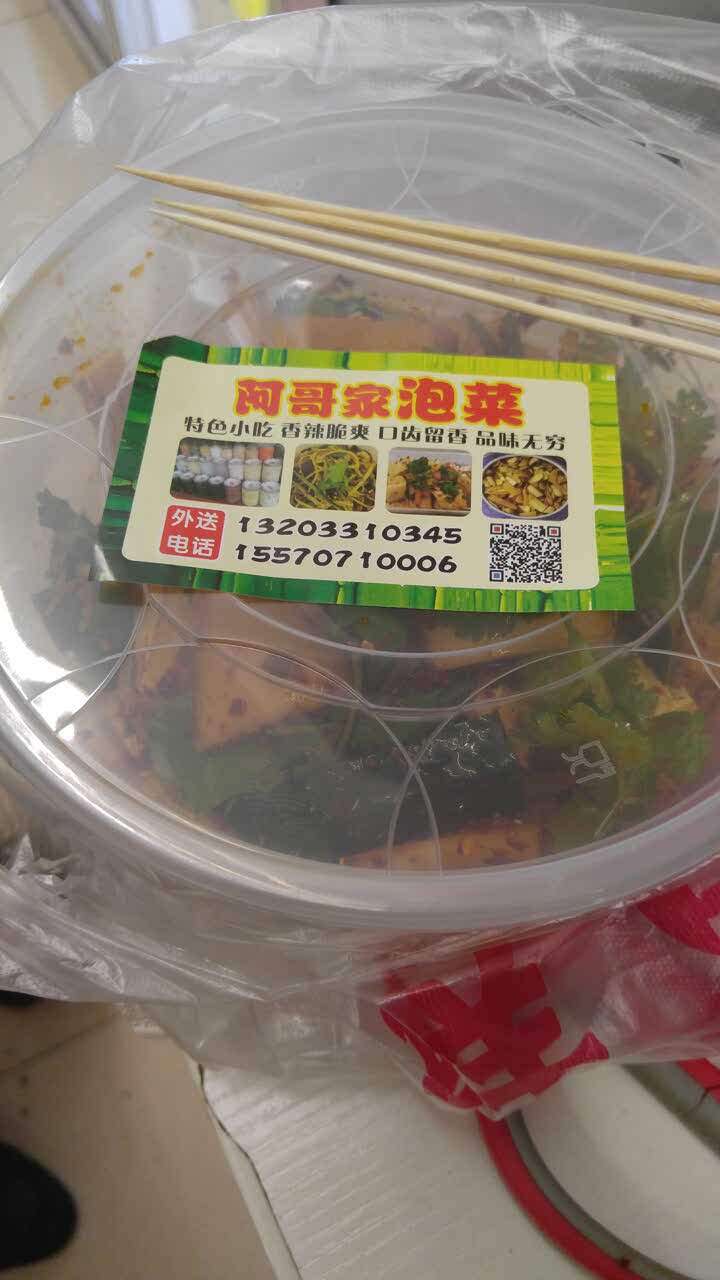 阿哥家泡菜
特色小吃 香辣脆爽 口齿留香 品味无穷
外送
电话
13203310345
15570710006